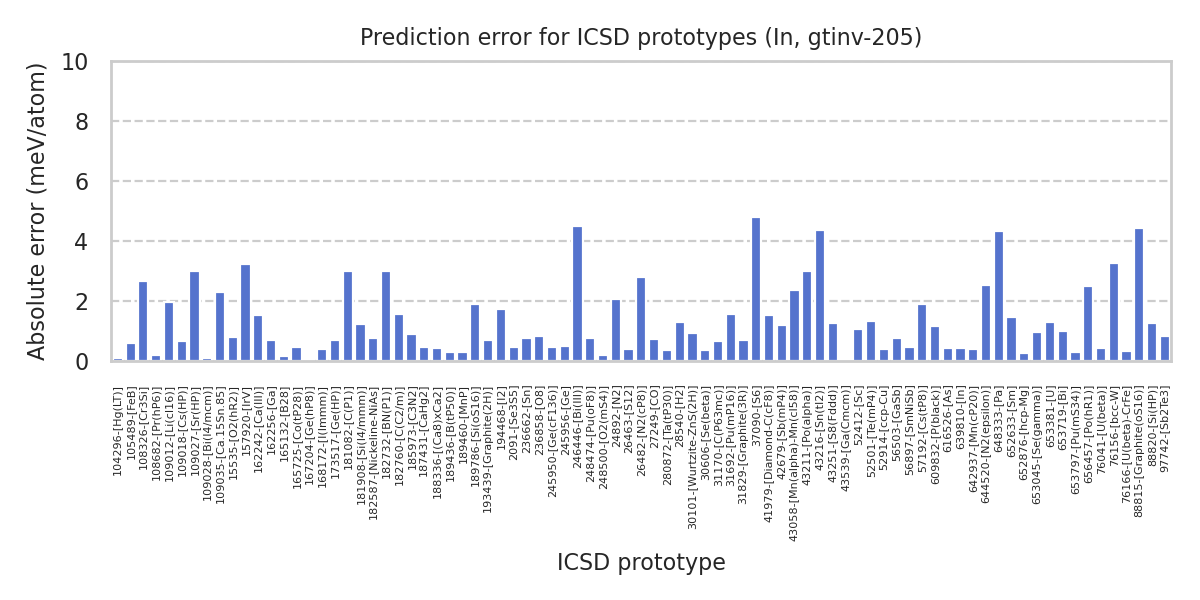 Prediction error for ICSD prototypes (In, gtinv-205)
Absolute error (meV/atom)
10
8
6
4
2
0
104296-[Hg(LT)]
105489-[FeB]
108326-[Cr3Si]
108682-[Pr(hP6)]
109012-[Li(cI16)]
109018-[Cs(HP)]
109027-[Sr(HP)]
109028-[Bi(I4/mcm)]
109035-[Ca.15Sn.85]
15535-[O2(hR2)]
157920-[IrV]
162242-[Ca(III)]
162256-[Ga]
165132-[B28]
165725-[Co(tP28)]
167204-[Ge(hP8)]
168172-[I(Immm)]
173517-[Ge(HP)]
181082-[C(P1)]
181908-[Si(I4/mmm)]
182587-[Nickeline-NiAs]
182732-[BN(P1)]
182760-[C(C2/m)]
185973-[C3N2]
187431-[CaHg2]
188336-[(Ca8)xCa2]
189436-[B(tP50)]
189460-[MnP]
189786-[Si(oS16)]
193439-[Graphite(2H)]
194468-[I2]
2091-[Se3S5]
236662-[Sn]
236858-[O8]
245950-[Ge(cF136)]
245956-[Ge]
246446-[Bi(III)]
248474-[Pu(oF8)]
248500-[O2(mS4)]
24892-[N2]
26463-[S12]
26482-[N2(cP8)]
27249-[CO]
280872-[Ta(tP30)]
28540-[H2]
30101-[Wurtzite-ZnS(2H)]
30606-[Se(beta)]
31170-[C(P63mc)]
31692-[Pu(mP16)]
31829-[Graphite(3R)]
37090-[S6]
41979-[Diamond-C(cF8)]
42679-[Sb(mP4)]
43058-[Mn(alpha)-Mn(cI58)]
43211-[Po(alpha)]
43216-[Sn(tI2)]
43251-[S8(Fddd)]
43539-[Ga(Cmcm)]
52412-[Sc]
52501-[Te(mP4)]
52914-[ccp-Cu]
56503-[GaSb]
56897-[SmNiSb]
57192-[Cs(tP8)]
609832-[P(black)]
616526-[As]
639810-[In]
642937-[Mn(cP20)]
644520-[N2(epsilon)]
648333-[Pa]
652633-[Sm]
652876-[hcp-Mg]
653045-[Se(gamma)]
653381-[U]
653719-[Bi]
653797-[Pu(mS34)]
656457-[Po(hR1)]
76041-[U(beta)]
76156-[bcc-W]
76166-[U(beta)-CrFe]
88815-[Graphite(oS16)]
88820-[Si(HP)]
97742-[Sb2Te3]
ICSD prototype